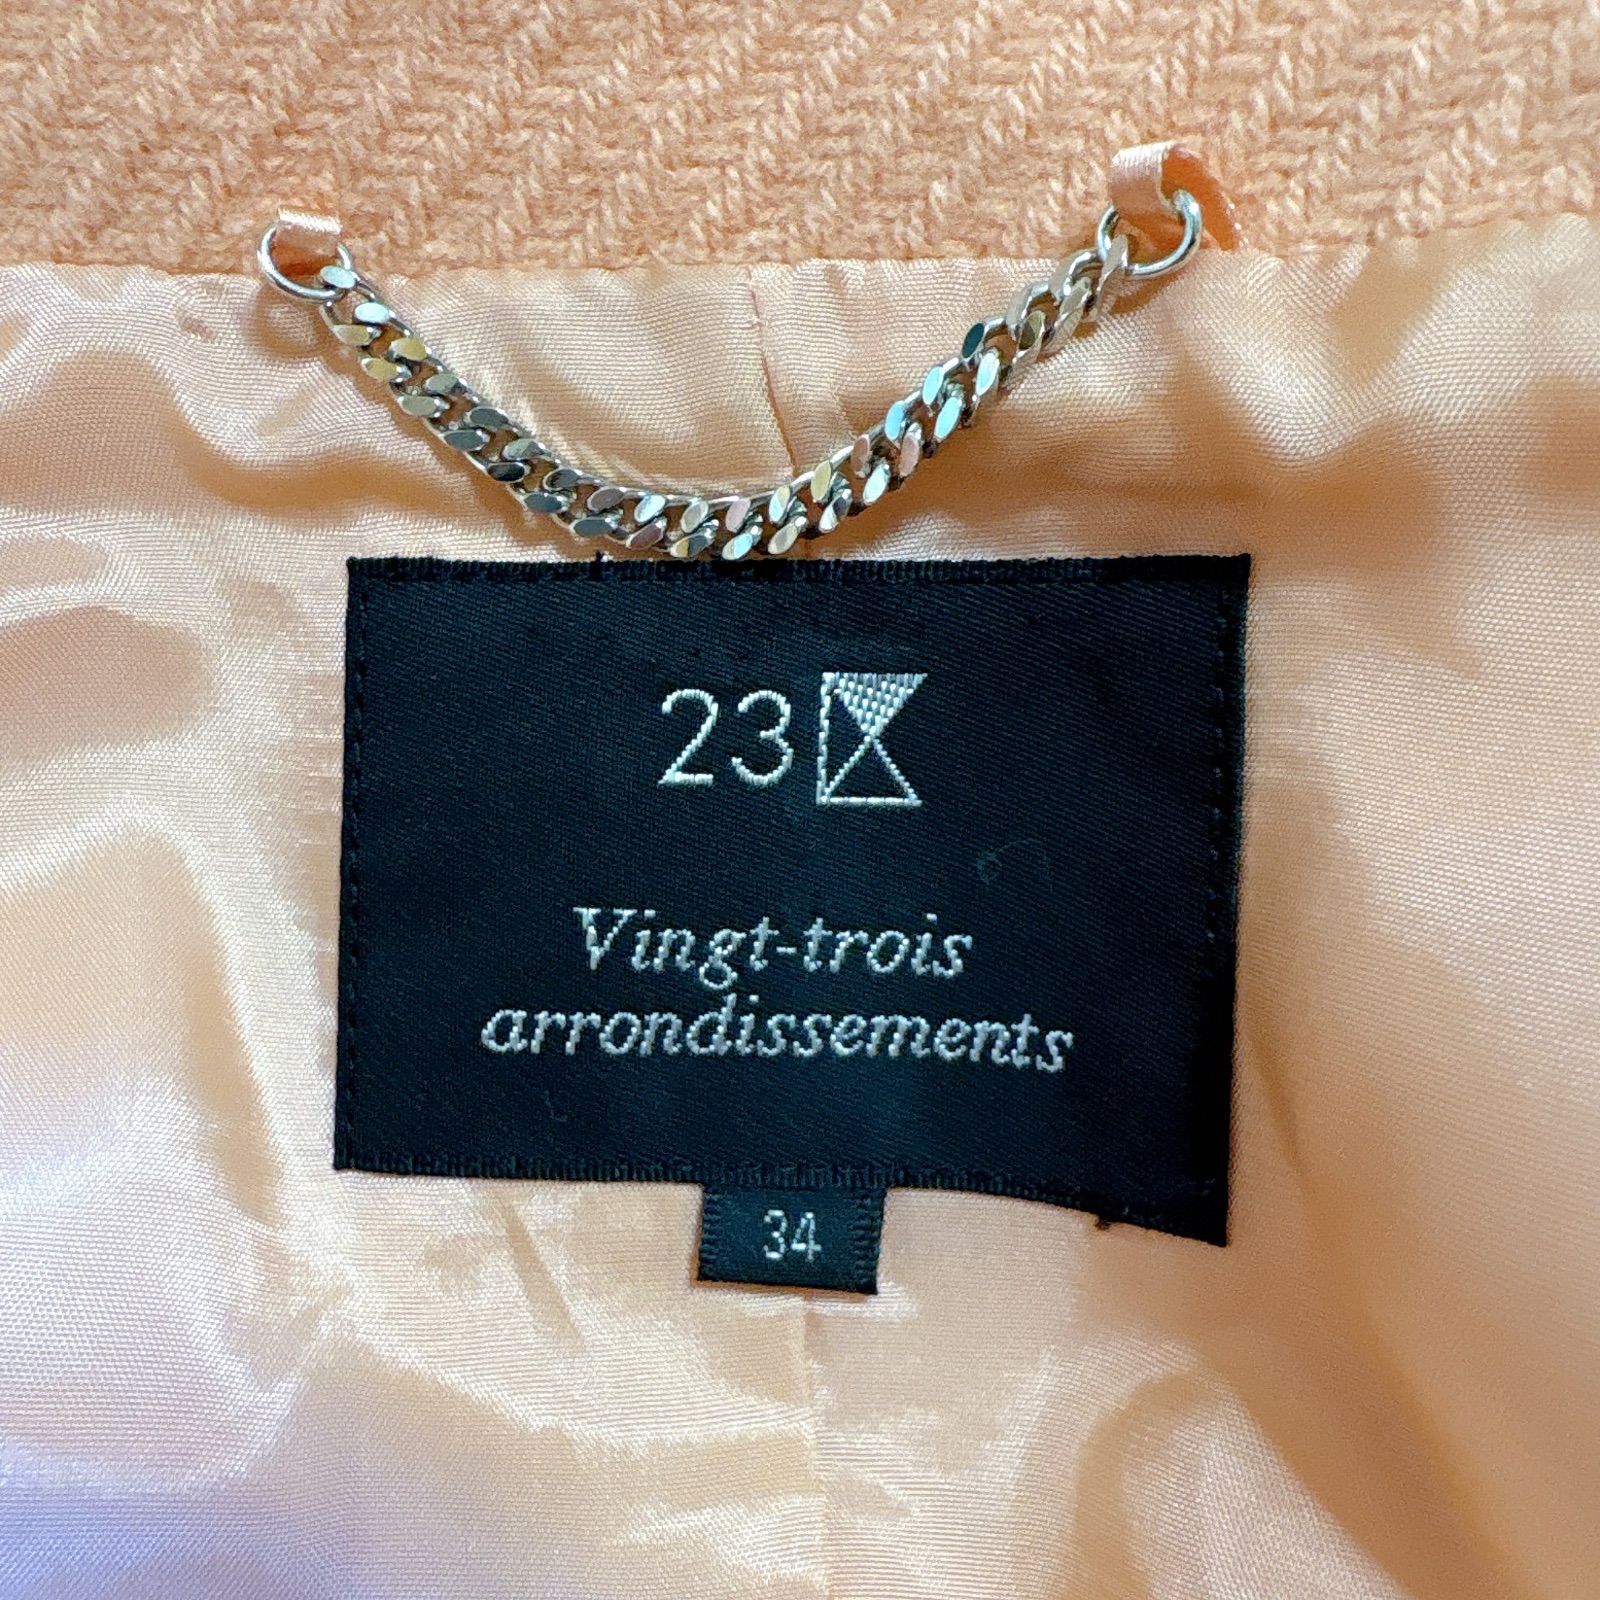 23
Vingt-trois
arrondissements
34